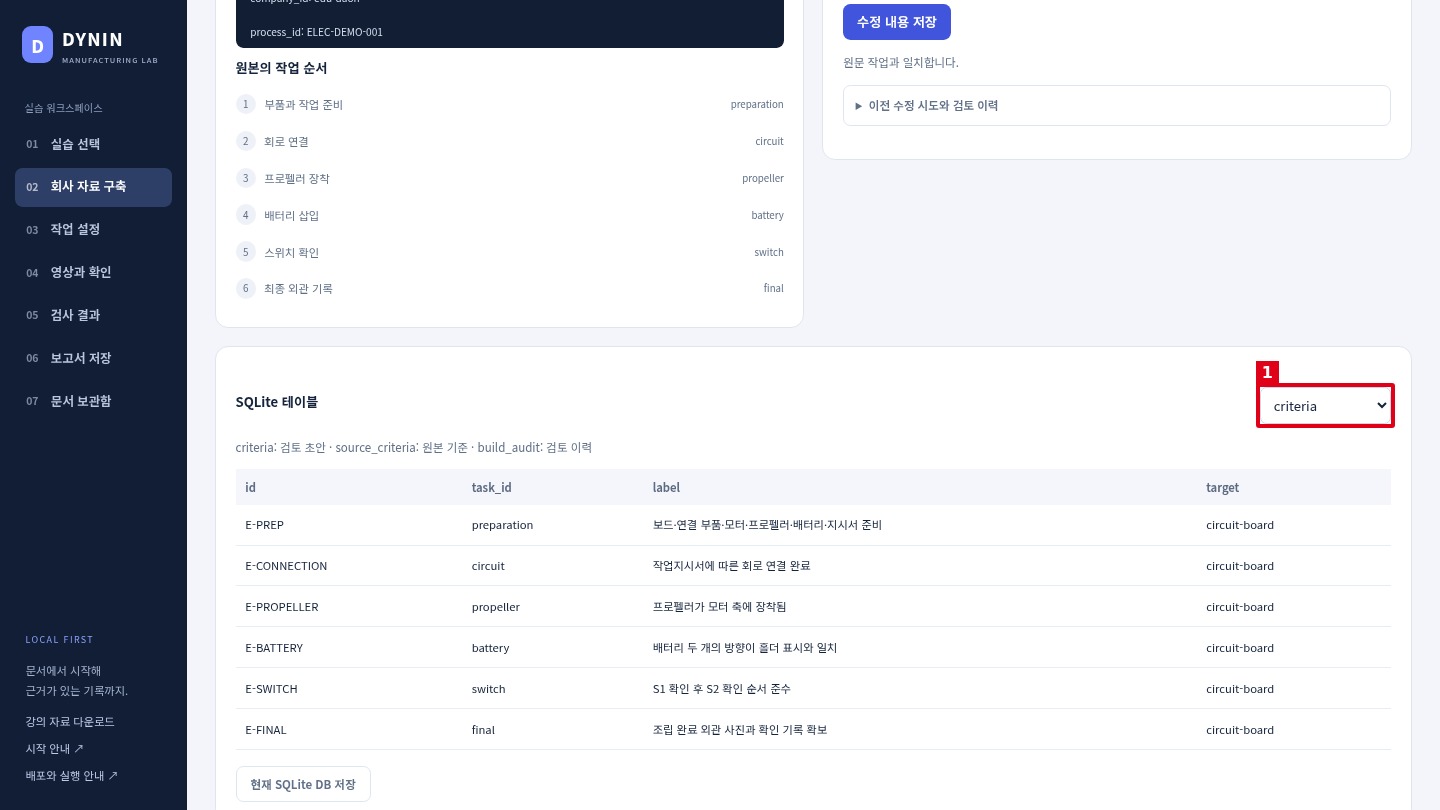 D
DYNIN
MANUFACTURING LAB
실습 워크스페이스
01 실습 선택
02 회사 자료 구축
03 작업 설정
04 영상과 확인
05 검사 결과
06 보고서 저장
07 문서 보관함
LOCAL FIRST
문서에서 시작해
근거가 있는 기록까지.
강의 자료 다운로드
시작 안내 ↗
배포와 실행 안내 ↗
process_id: ELEC-DEMO-001
원본의 작업 순서
1 부품과 작업 준비 preparation
2 회로 연결 circuit
3 프로펠러 장착 propeller
4 배터리 삽입 battery
5 스위치 확인 switch
6 최종 외관 기록 final
수정 내용 저장
원문 작업과 일치합니다.
▶ 이전 수정 시도와 검토 이력
SQLite 테이블
1
criteria
criteria: 검토 초안 · source_criteria: 원본 기준 · build_audit: 검토 이력
id task_id label target
E-PREP preparation 보드·연결 부품·모터·프로펠러·배터리·지시서 준비 circuit-board
E-CONNECTION circuit 작업지시서에 따른 회로 연결 완료 circuit-board
E-PROPELLER propeller 프로펠러가 모터 축에 장착됨 circuit-board
E-BATTERY battery 배터리 두 개의 방향이 홀더 표시와 일치 circuit-board
E-SWITCH switch S1 확인 후 S2 확인 순서 준수 circuit-board
E-FINAL final 조립 완료 외관 사진과 확인 기록 확보 circuit-board
현재 SQLite DB 저장